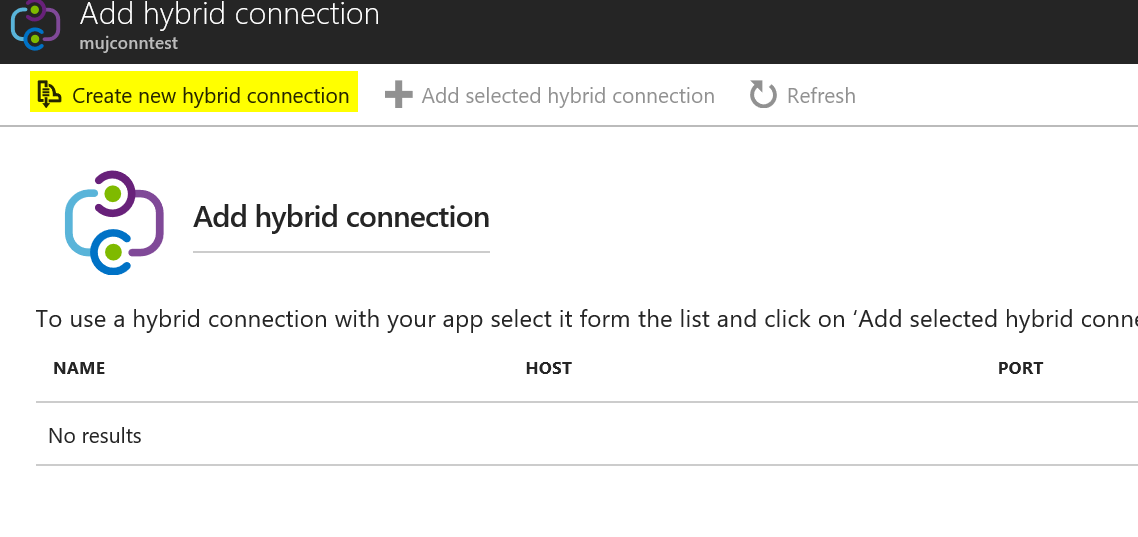 Add hybrid connection
mujconntest
Create new hybrid connection Add selected hybrid connection Refresh
Add hybrid connection
To use a hybrid connection with your app select it form the list and click on ‘Add selected hybrid conne
NAME HOST PORT
No results